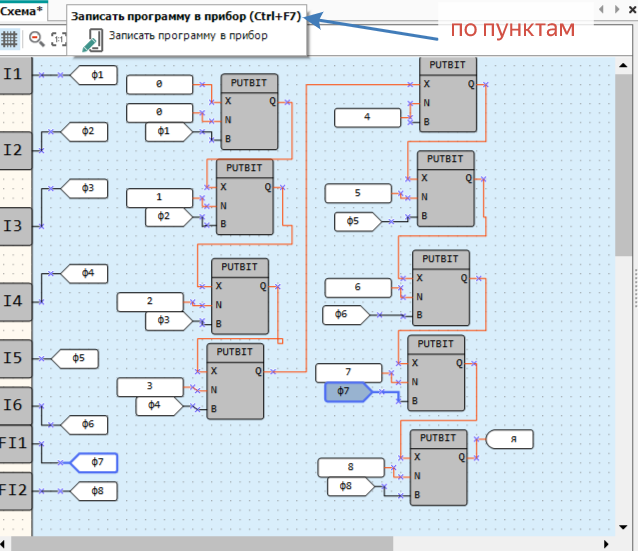 Схема*
Записать программу в прибор (Ctrl+F7)
Записать программу в прибор
по пунктам
1:1
I1
ф1
0
PUTBIT
X
Q
N
B
0
ф1
PUTBIT
X
Q
N
B
4
I2
ф2
I3
ф3
1
ф2
PUTBIT
X
Q
N
B
5
ф5
PUTBIT
X
Q
N
B
I4
ф4
2
ф3
PUTBIT
X
Q
N
B
6
ф6
PUTBIT
X
Q
N
B
I5
ф5
3
ф4
PUTBIT
X
Q
N
B
7
ф7
PUTBIT
X
Q
N
B
I6
ф6
FI1
ф7
FI2
ф8
8
ф8
PUTBIT
X
Q
N
B
я